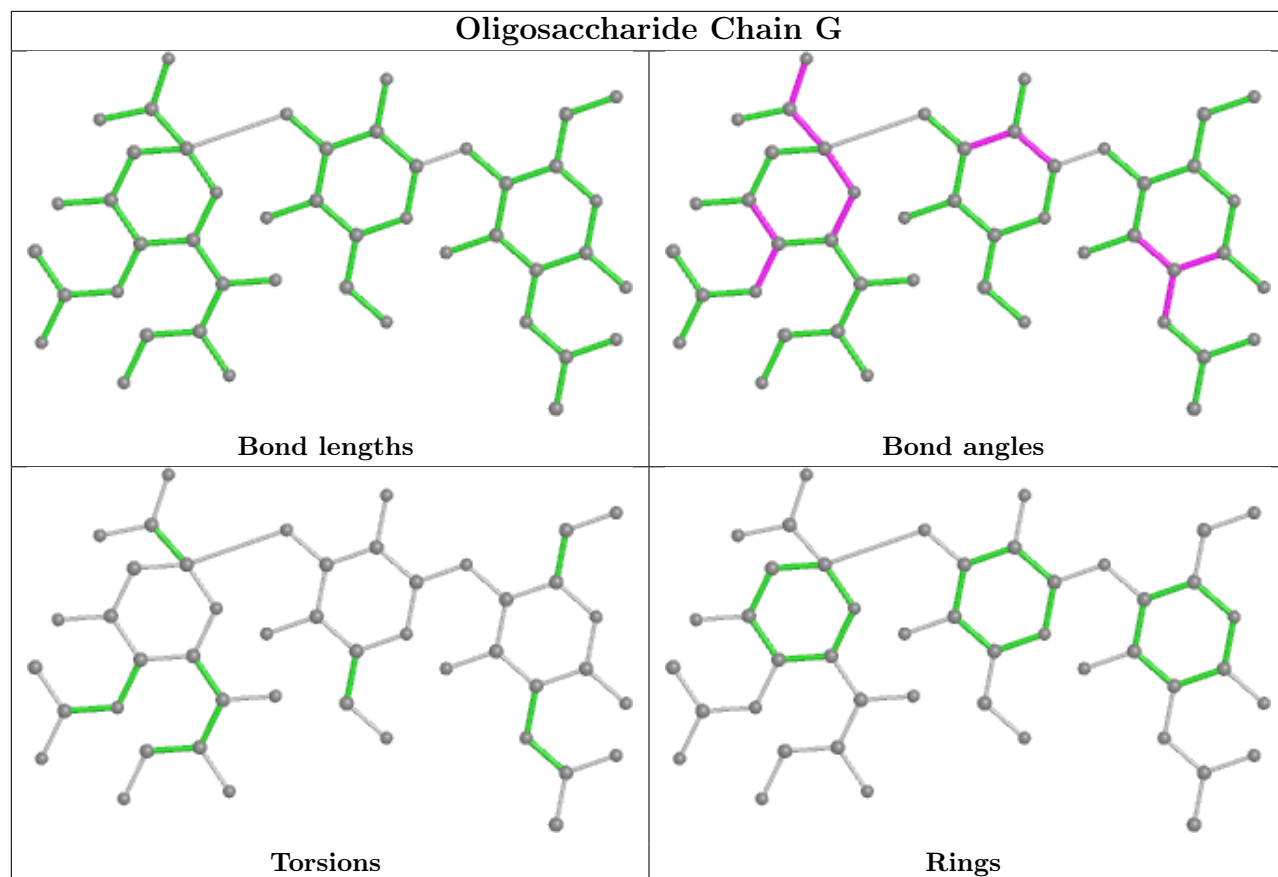 Oligosaccharide Chain G
Bond lengths
Bond angles
Torsions
Rings